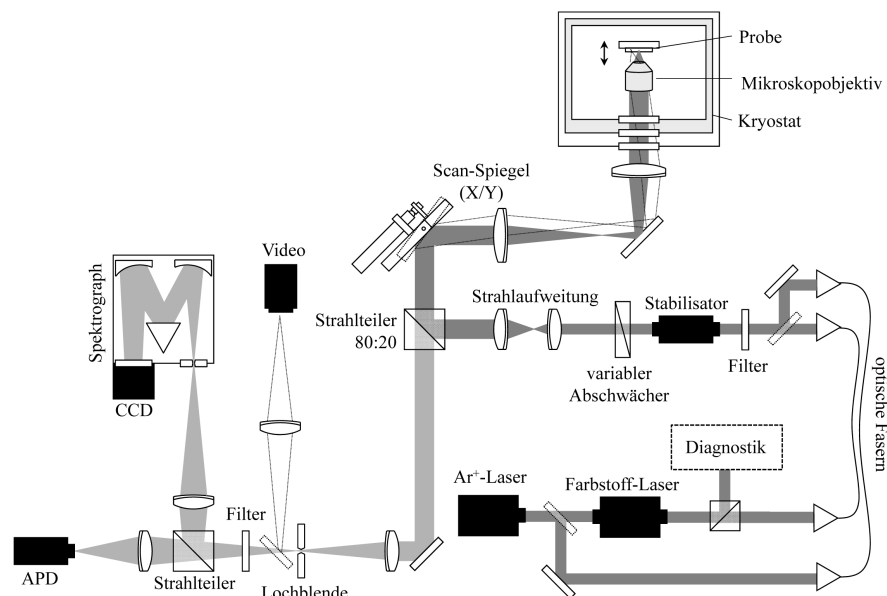 Probe
Mikroskopobjektiv
Kryostat
Scan-Spiegel
(X/Y)
Video
Spektrograph
CCD
Strahlteiler
80:20
Strahlaufweitung
Stabilisator
variabler
Abschwächer
Filter
optische Fasern
Diagnostik
Ar⁺-Laser
Farbstoff-Laser
Filter
APD
Strahlteiler
Lochblende